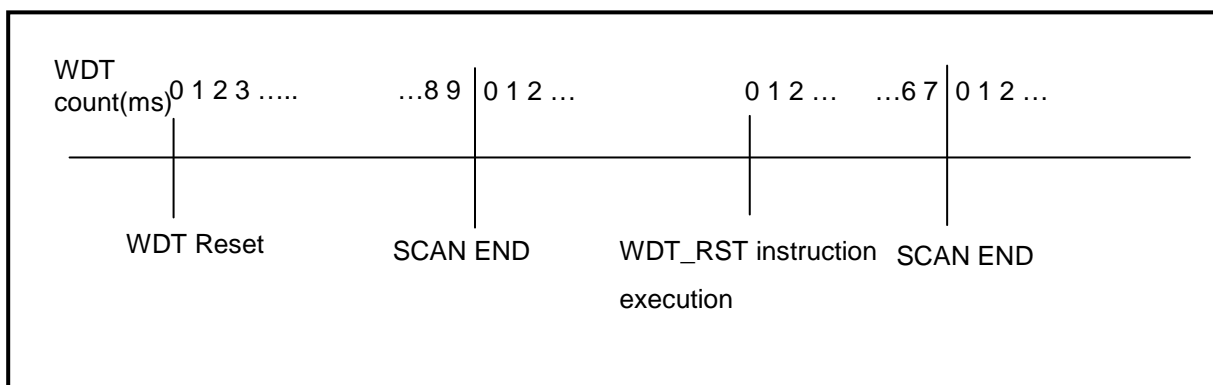 WDT
count(ms) 0 1 2 3 ..... ...8 9 0 1 2 ... 0 1 2 ... ...6 7 0 1 2 ...
WDT Reset SCAN END WDT_RST instruction SCAN END
execution